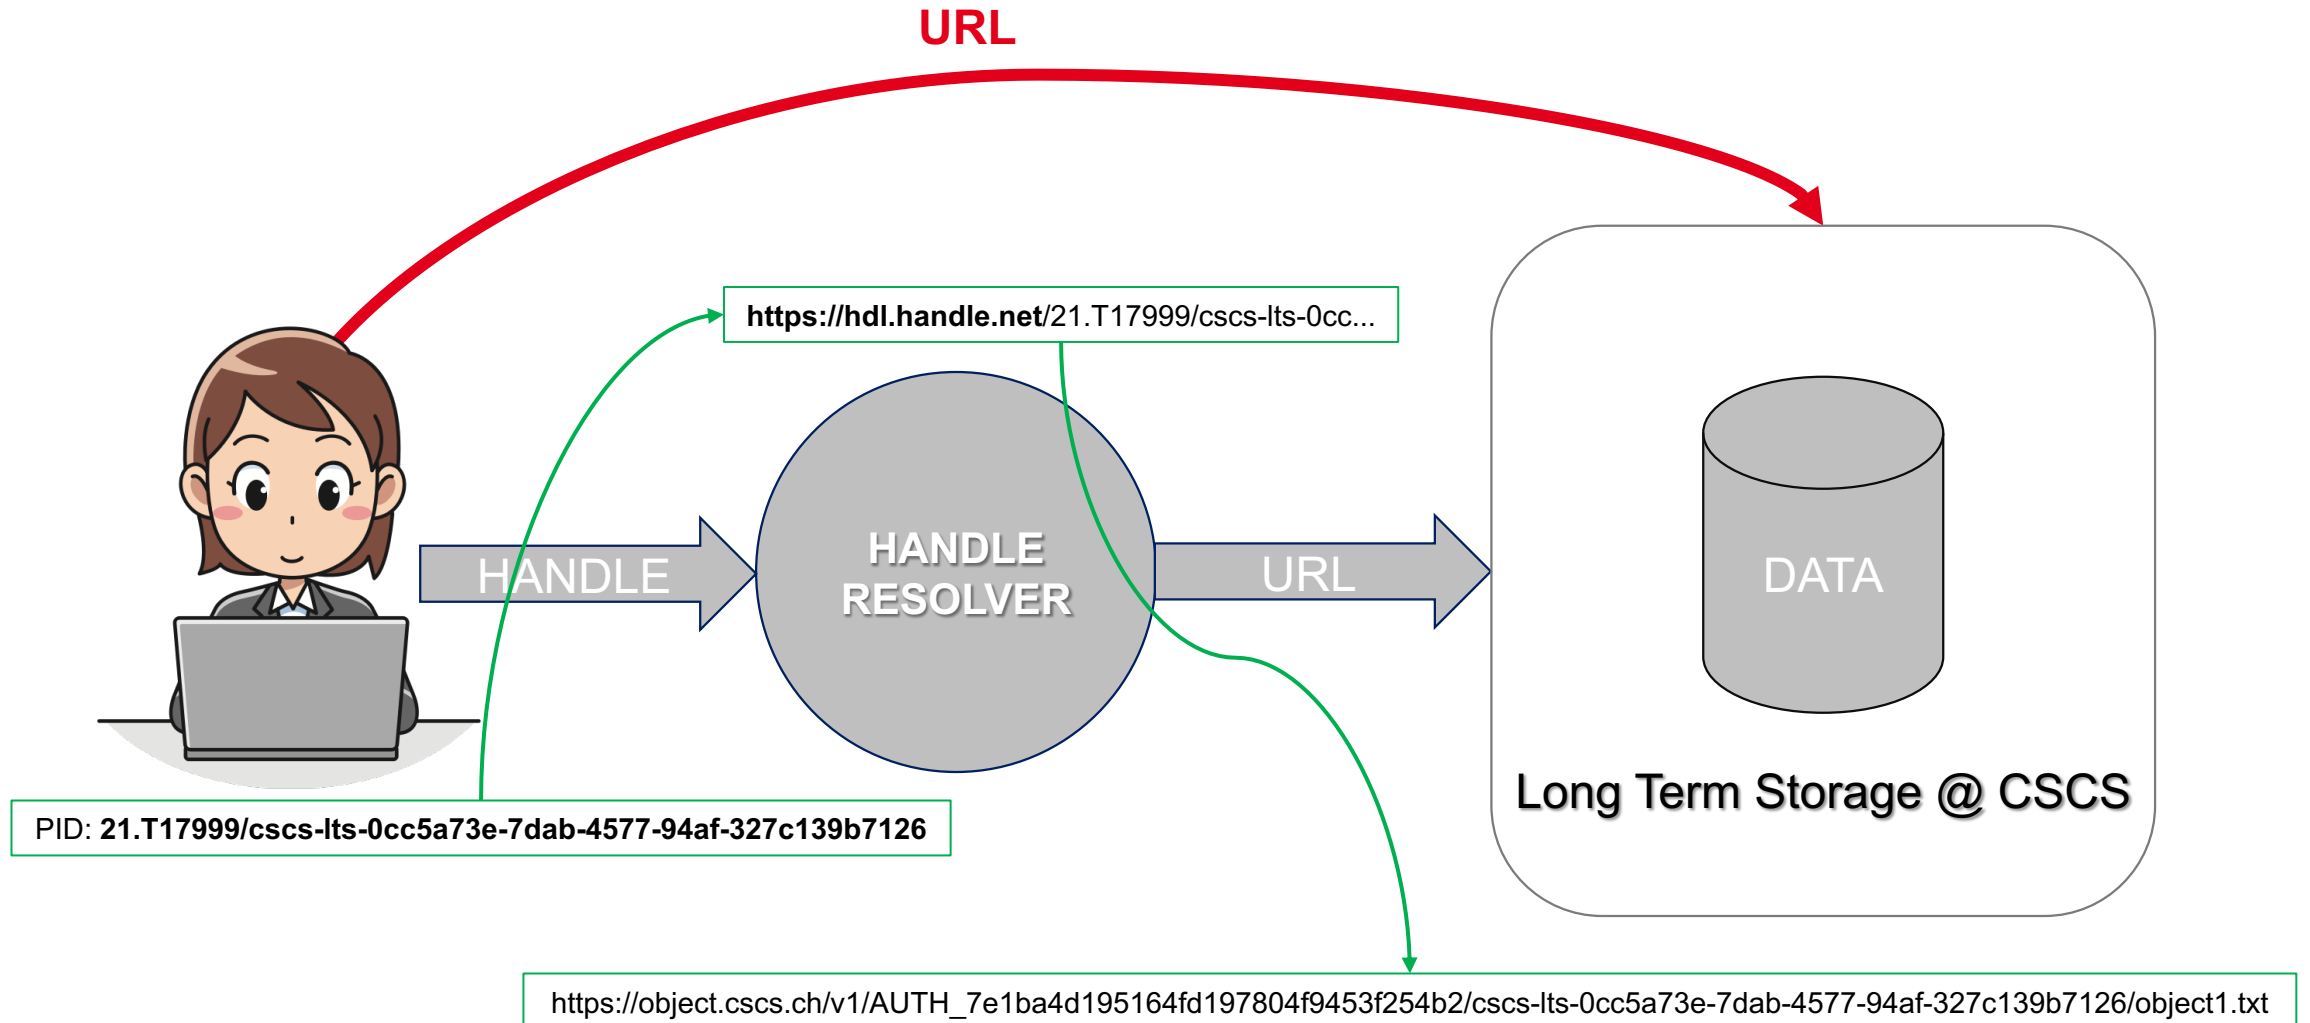 URL
https://hdl.handle.net/21.T17999/cscs-lts-0cc...
HANDLE
HANDLE
RESOLVER
URL
DATA
Long Term Storage @ CSCS
PID: 21.T17999/cscs-lts-0cc5a73e-7dab-4577-94af-327c139b7126
https://object.cscs.ch/v1/AUTH_7e1ba4d195164fd197804f9453f254b2/cscs-lts-0cc5a73e-7dab-4577-94af-327c139b7126/object1.txt